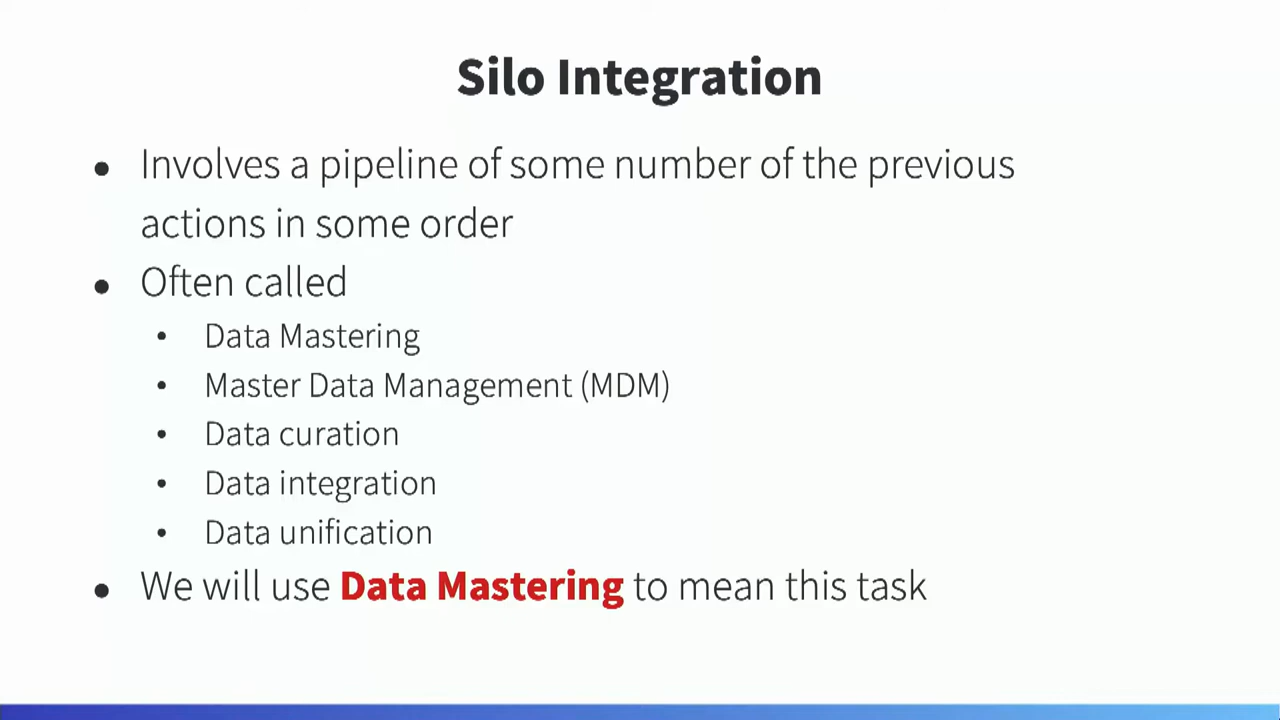 Silo Integration
● Involves a pipeline of some number of the previous
actions in some order
● Often called
• Data Mastering
• Master Data Management (MDM)
• Data curation
• Data integration
• Data unification
● We will use Data Mastering to mean this task